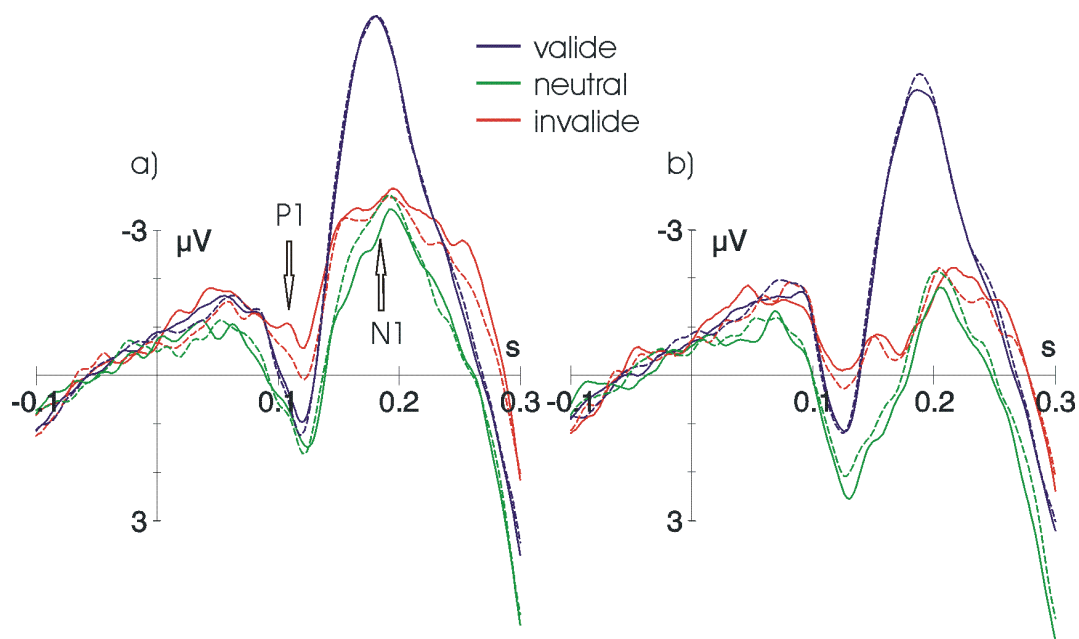 valide
neutral
invalide
a)
b)
P1
-3
µV
-3
µV
N1
s
s
-0.1
0.1
0.2
0.3
-0.1
0.1
0.2
0.3
3
3